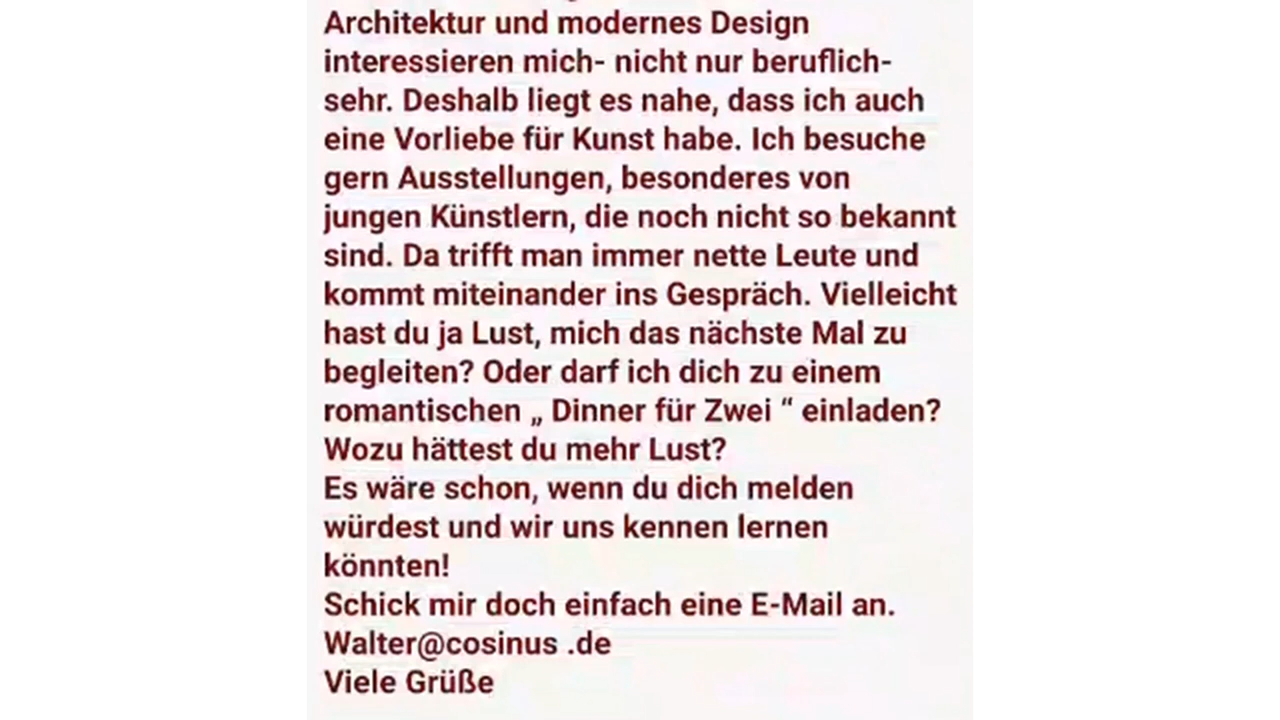 Architektur und modernes Design
interessieren mich- nicht nur beruflich-
sehr. Deshalb liegt es nahe, dass ich auch
eine Vorliebe für Kunst habe. Ich besuche
gern Ausstellungen, besonderes von
jungen Künstlern, die noch nicht so bekannt
sind. Da trifft man immer nette Leute und
kommt miteinander ins Gespräch. Vielleicht
hast du ja Lust, mich das nächste Mal zu
begleiten? Oder darf ich dich zu einem
romantischen „ Dinner für Zwei “ einladen?
Wozu hättest du mehr Lust?
Es wäre schon, wenn du dich melden
würdest und wir uns kennen lernen
könnten!
Schick mir doch einfach eine E-Mail an.
Walter@cosinus .de
Viele Grüße